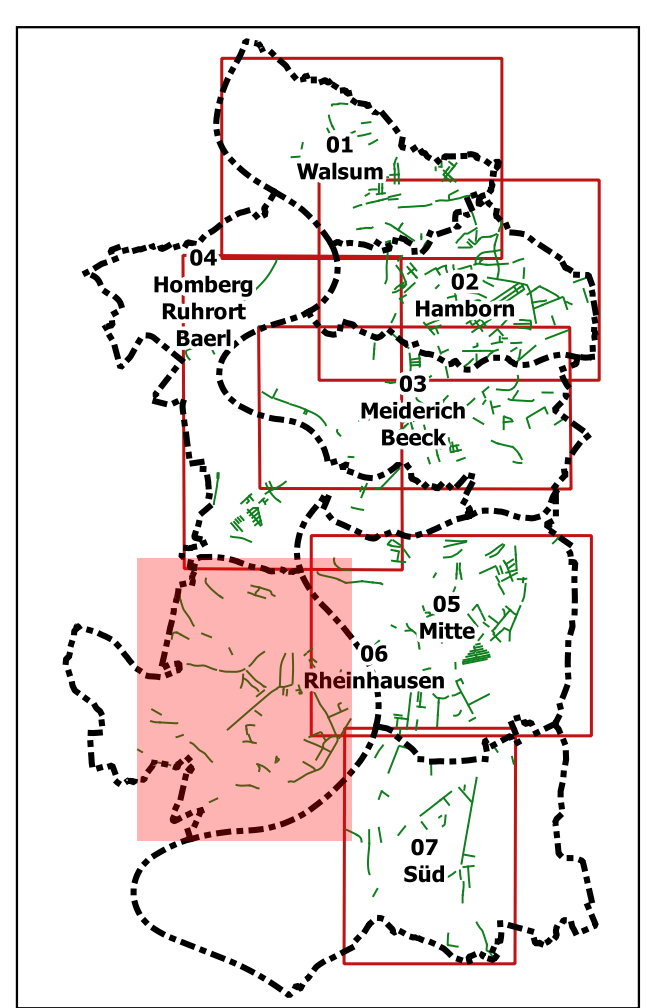 01
Walsum
04
Homberg
Ruhrort
Baerl
02
Hamborn
03
Meiderich
Beeck
05
Mitte
06
Rheinhausen
07
Süd